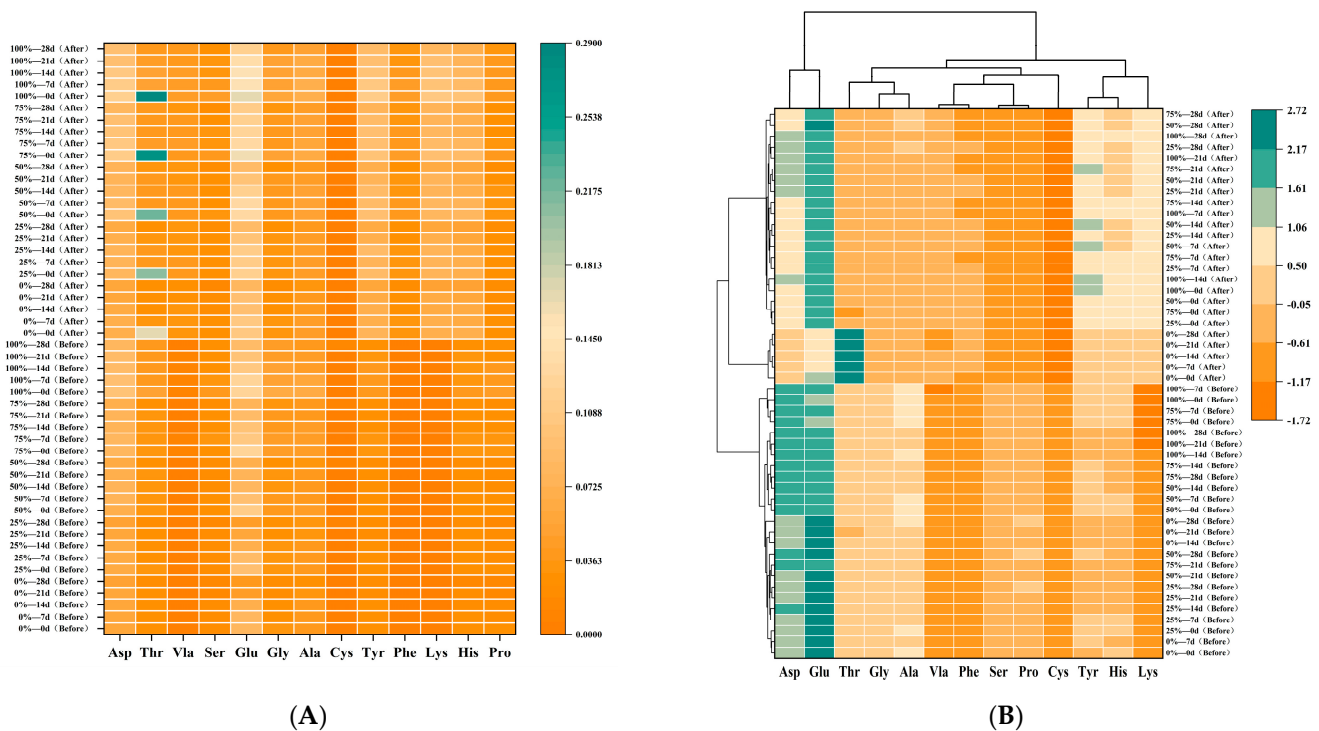 100%—28d（After）
100%—21d（After）
100%—14d（After）
100%—7d（After）
100%—0d（After）
75%—28d（After）
75%—21d（After）
75%—14d（After）
75%—7d（After）
75%—0d（After）
50%—28d（After）
50%—21d（After）
50%—14d（After）
50%—7d（After）
50%—0d（After）
25%—28d（After）
25%—21d（After）
25%—14d（After）
25%—7d（After）
25%—0d（After）
0%—28d（After）
0%—21d（After）
0%—14d（After）
0%—7d（After）
0%—0d（After）
100%—28d（Before）
100%—21d（Before）
100%—14d（Before）
100%—7d（Before）
100%—0d（Before）
75%—28d（Before）
75%—21d（Before）
75%—14d（Before）
75%—7d（Before）
75%—0d（Before）
50%—28d（Before）
50%—21d（Before）
50%—14d（Before）
50%—7d（Before）
50%—0d（Before）
25%—28d（Before）
25%—21d（Before）
25%—14d（Before）
25%—7d（Before）
25%—0d（Before）
0%—28d（Before）
0%—21d（Before）
0%—14d（Before）
0%—7d（Before）
0%—0d（Before）
Asp Thr Vla Ser Glu Gly Ala Cys Tyr Phe Lys His Pro
0.2900
0.2538
0.2175
0.1813
0.1450
0.1088
0.0725
0.0363
0.0000
(A)
75%—28d（After）
50%—28d（After）
100%—28d（After）
25%—28d（After）
100%—21d（After）
75%—21d（After）
50%—21d（After）
25%—21d（After）
75%—14d（After）
100%—7d（After）
50%—14d（After）
25%—14d（After）
50%—7d（After）
75%—7d（After）
25%—7d（After）
100%—14d（After）
100%—0d（After）
50%—0d（After）
75%—0d（After）
25%—0d（After）
0%—28d（After）
0%—21d（After）
0%—14d（After）
0%—7d（After）
0%—0d（After）
100%—7d（Before）
100%—0d（Before）
75%—7d（Before）
75%—0d（Before）
100%—28d（Before）
100%—21d（Before）
100%—14d（Before）
75%—14d（Before）
75%—28d（Before）
50%—14d（Before）
50%—7d（Before）
50%—0d（Before）
0%—28d（Before）
0%—21d（Before）
0%—14d（Before）
50%—28d（Before）
75%—21d（Before）
50%—21d（Before）
25%—28d（Before）
25%—21d（Before）
25%—14d（Before）
25%—7d（Before）
25%—0d（Before）
0%—7d（Before）
0%—0d（Before）
Asp Glu Thr Gly Ala Vla Phe Ser Pro Cys Tyr His Lys
2.72
2.17
1.61
1.06
0.50
-0.05
-0.61
-1.17
-1.72
(B)